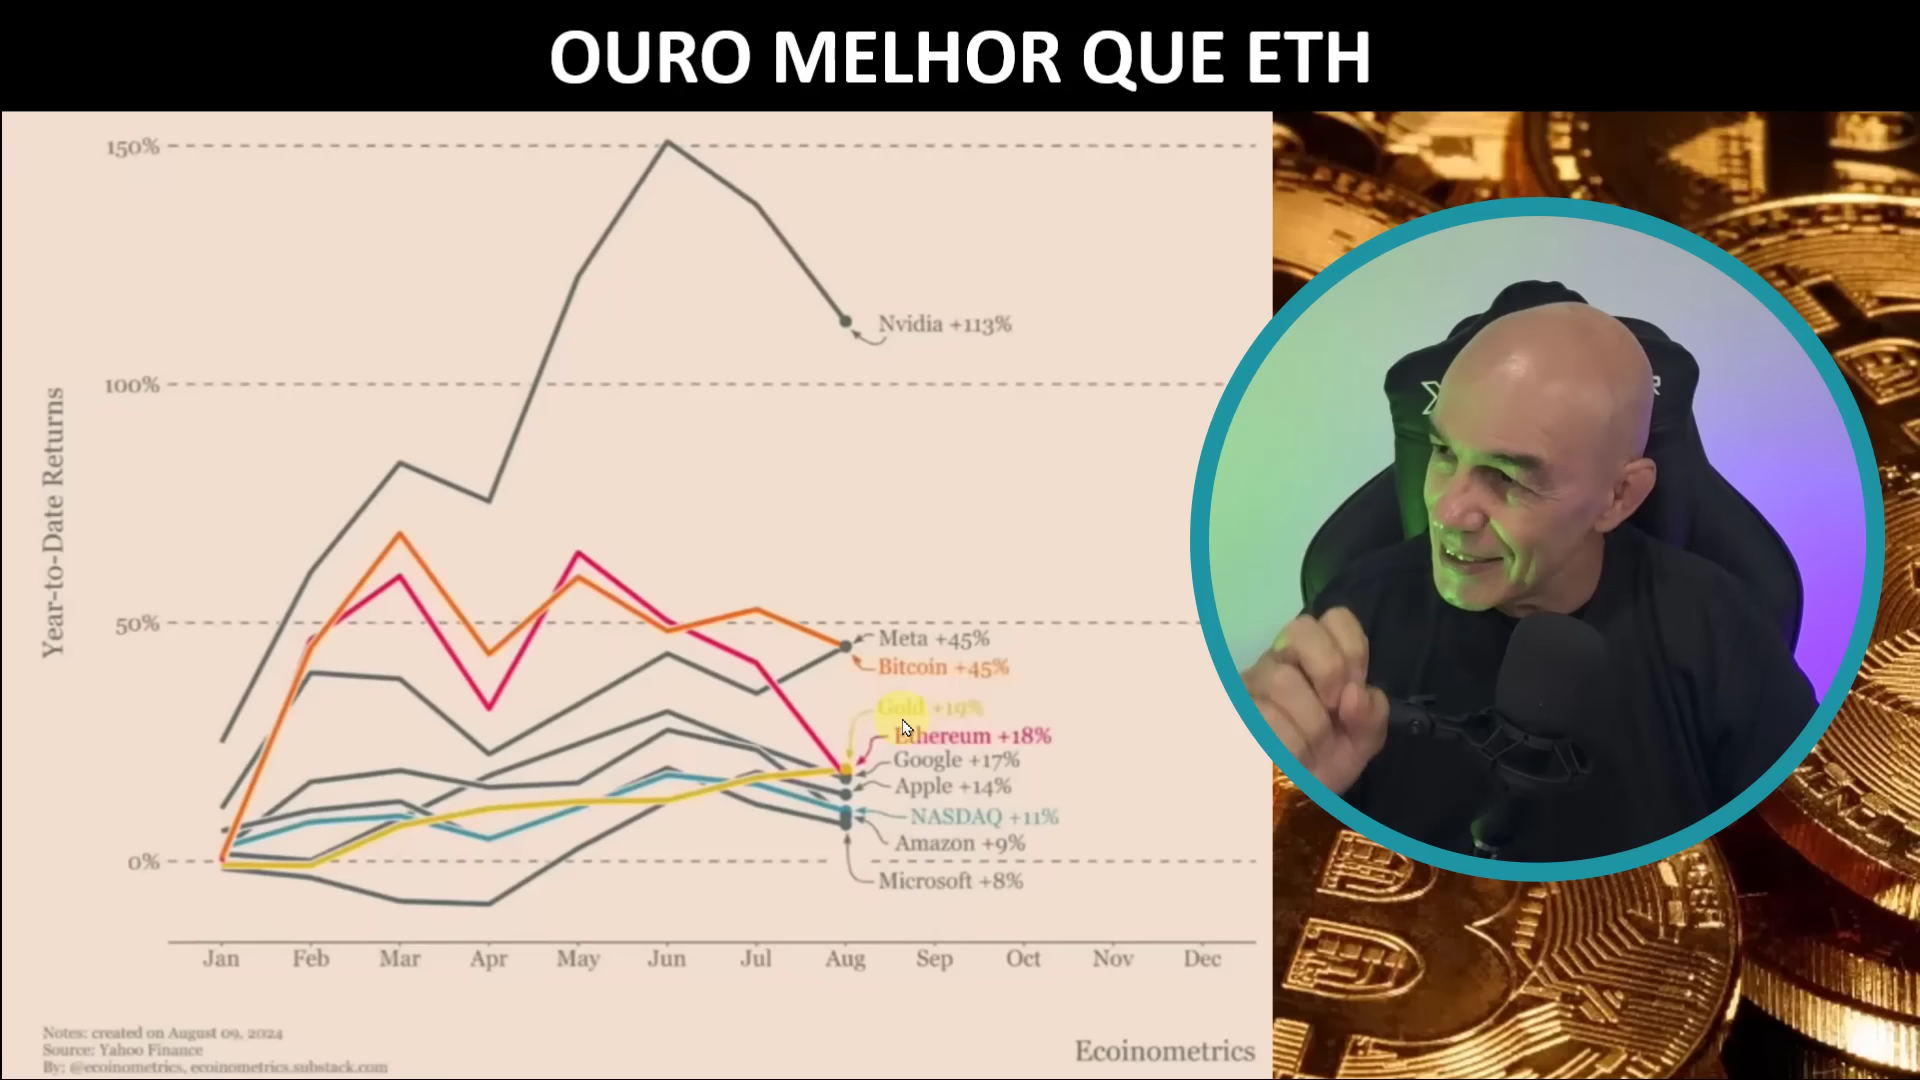 OURO MELHOR QUE ETH
150%
100%
50%
0%
Year-to-Date Returns
Nvidia +113%
Meta +45%
Bitcoin +45%
Gold +19%
Ethereum +18%
Google +17%
Apple +14%
NASDAQ +11%
Amazon +9%
Microsoft +8%
Jan Feb Mar Apr May Jun Jul Aug Sep Oct Nov Dec
Notes: created on August 09, 2024
Source: Yahoo Finance
By: @ecoinometrics, ecoinometrics.substack.com
Ecoinometrics